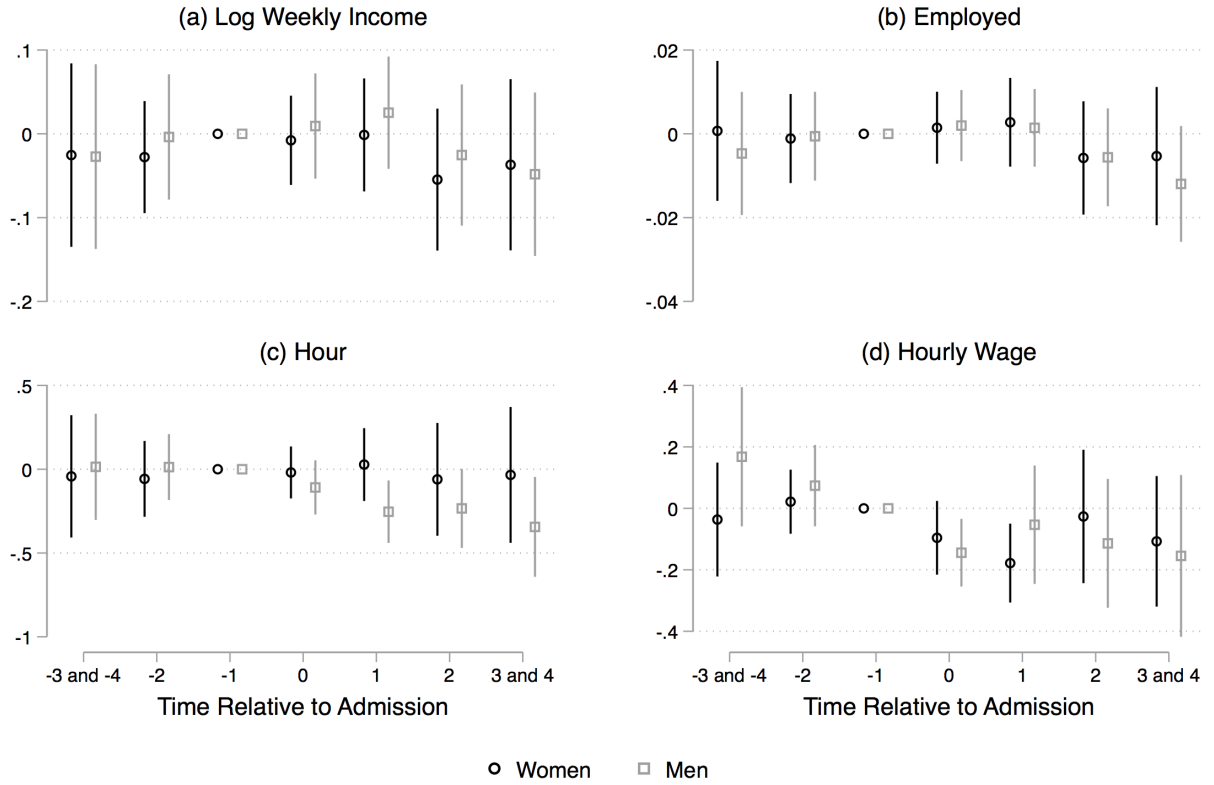 (a) Log Weekly Income
.1
0
-.1
-.2
(b) Employed
.02
0
-.02
-.04
(c) Hour
.5
0
-.5
-1
-3 and -4 -2 -1 0 1 2 3 and 4
Time Relative to Admission
(d) Hourly Wage
.4
.2
0
-.2
-.4
-3 and -4 -2 -1 0 1 2 3 and 4
Time Relative to Admission
Women Men